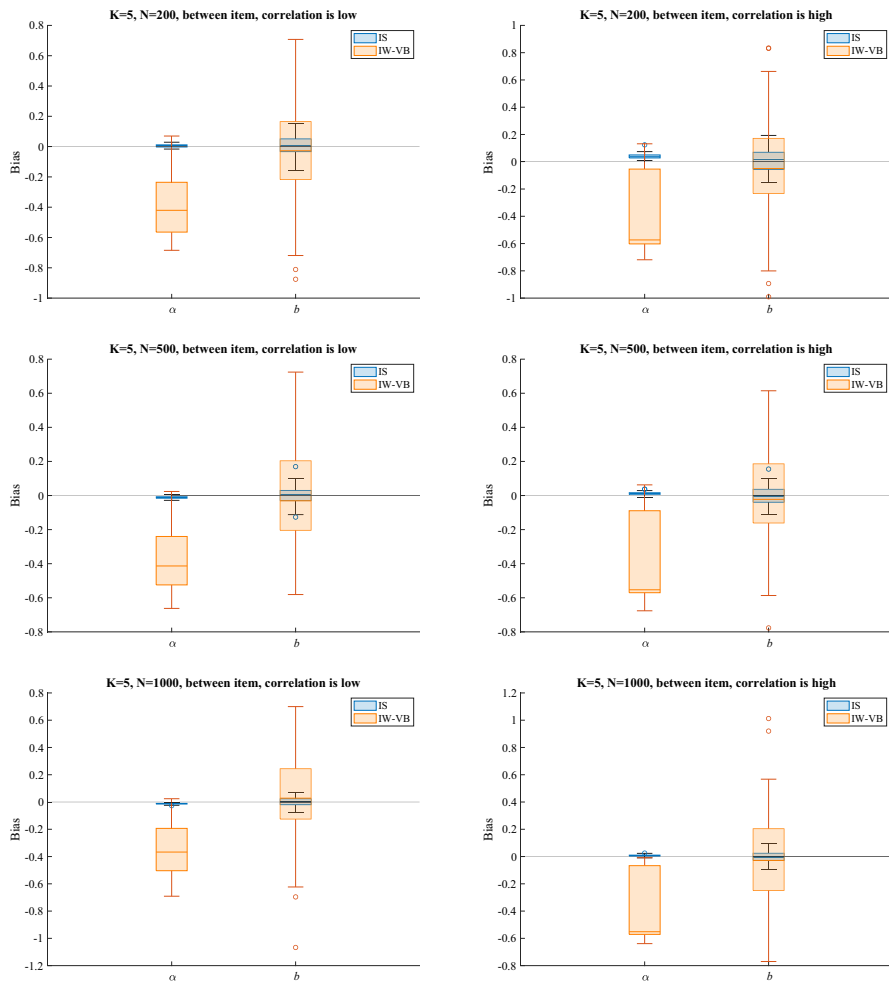 K=5, N=200, between item, correlation is low
IS
IW-VB
Bias
0.8
0.6
0.4
0.2
0
-0.2
-0.4
-0.6
-0.8
-1
α
b
K=5, N=200, between item, correlation is high
IS
IW-VB
Bias
1
0.8
0.6
0.4
0.2
0
-0.2
-0.4
-0.6
-0.8
-1
α
b
K=5, N=500, between item, correlation is low
IS
IW-VB
Bias
0.8
0.6
0.4
0.2
0
-0.2
-0.4
-0.6
-0.8
α
b
K=5, N=500, between item, correlation is high
IS
IW-VB
Bias
0.8
0.6
0.4
0.2
0
-0.2
-0.4
-0.6
-0.8
α
b
K=5, N=1000, between item, correlation is low
IS
IW-VB
Bias
0.8
0.6
0.4
0.2
0
-0.2
-0.4
-0.6
-0.8
-1
-1.2
α
b
K=5, N=1000, between item, correlation is high
IS
IW-VB
Bias
1.2
1
0.8
0.6
0.4
0.2
0
-0.2
-0.4
-0.6
-0.8
α
b